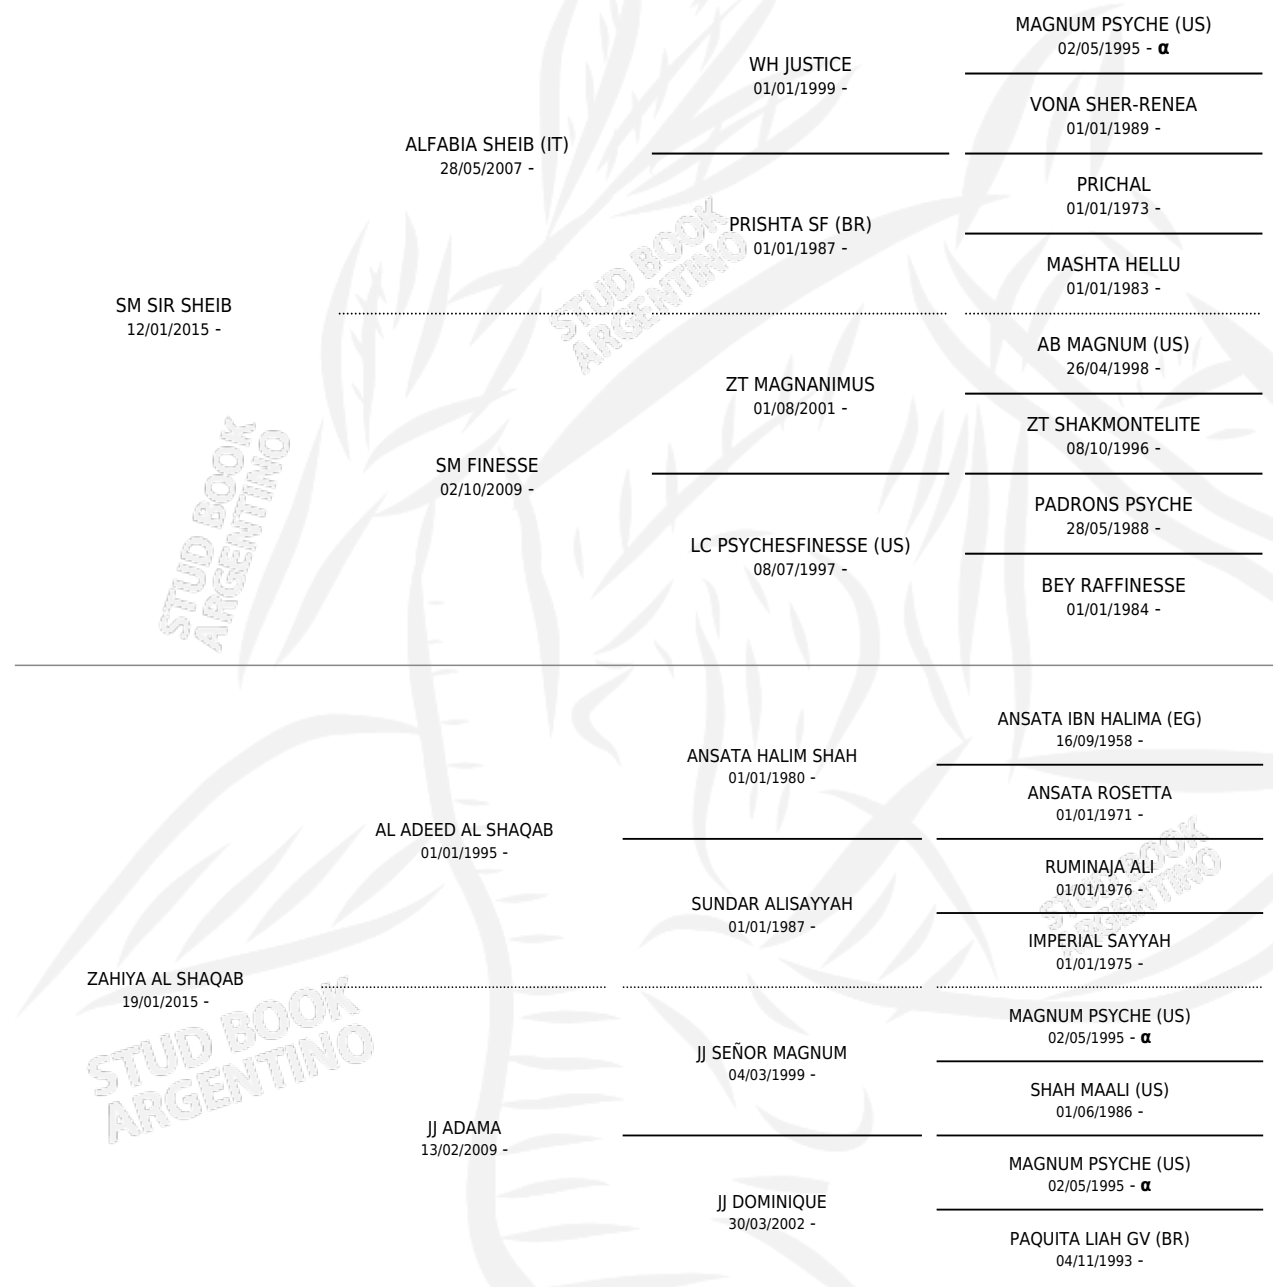 MAGNUM PSYCHE (US)
02/05/1995 - α
WH JUSTICE
01/01/1999 -
VONA SHER-RENEA
01/01/1989 -
ALFABIA SHEIB (IT)
28/05/2007 -
PRICHAL
01/01/1973 -
PRISHTA SF (BR)
01/01/1987 -
MASHTA HELLU
01/01/1983 -
SM SIR SHEIB
12/01/2015 -
AB MAGNUM (US)
26/04/1998 -
ZT MAGNANIMUS
01/08/2001 -
ZT SHAKMONTELITE
08/10/1996 -
SM FINESSE
02/10/2009 -
PADRONS PSYCHE
28/05/1988 -
LC PSYCHESFINESSE (US)
08/07/1997 -
BEY RAFFINESSE
01/01/1984 -
STUD BOOK
ARGENTINO
STUD BOOK
ARGENTINO
ANSATA IBN HALIMA (EG)
16/09/1958 -
ANSATA HALIM SHAH
01/01/1980 -
ANSATA ROSETTA
01/01/1971 -
AL ADEED AL SHAQAB
01/01/1995 -
RUMINAJA ALI
01/01/1976 -
SUNDAR ALISAYYAH
01/01/1987 -
IMPERIAL SAYYAH
01/01/1975 -
ZAHIYA AL SHAQAB
19/01/2015 -
MAGNUM PSYCHE (US)
02/05/1995 - α
JJ SEÑOR MAGNUM
04/03/1999 -
SHAH MAALI (US)
01/06/1986 -
JJ ADAMA
13/02/2009 -
MAGNUM PSYCHE (US)
02/05/1995 - α
JJ DOMINIQUE
30/03/2002 -
PAQUITA LIAH GV (BR)
04/11/1993 -
STUD BOOK
ARGENTINO
STUD BOOK
ARGENTINO